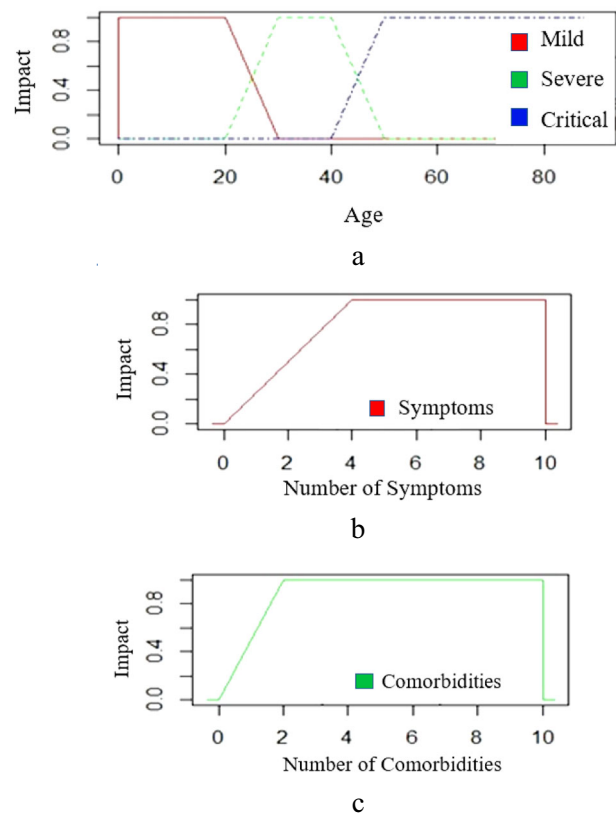 0.0 0.4 0.8
Impact
Mild
Severe
Critical
0 20 40 60 80
Age
a
0.0 0.4 0.8
Impact
Symptoms
0 2 4 6 8 10
Number of Symptoms
b
0.0 0.4 0.8
Impact
Comorbidities
0 2 4 6 8 10
Number of Comorbidities
c